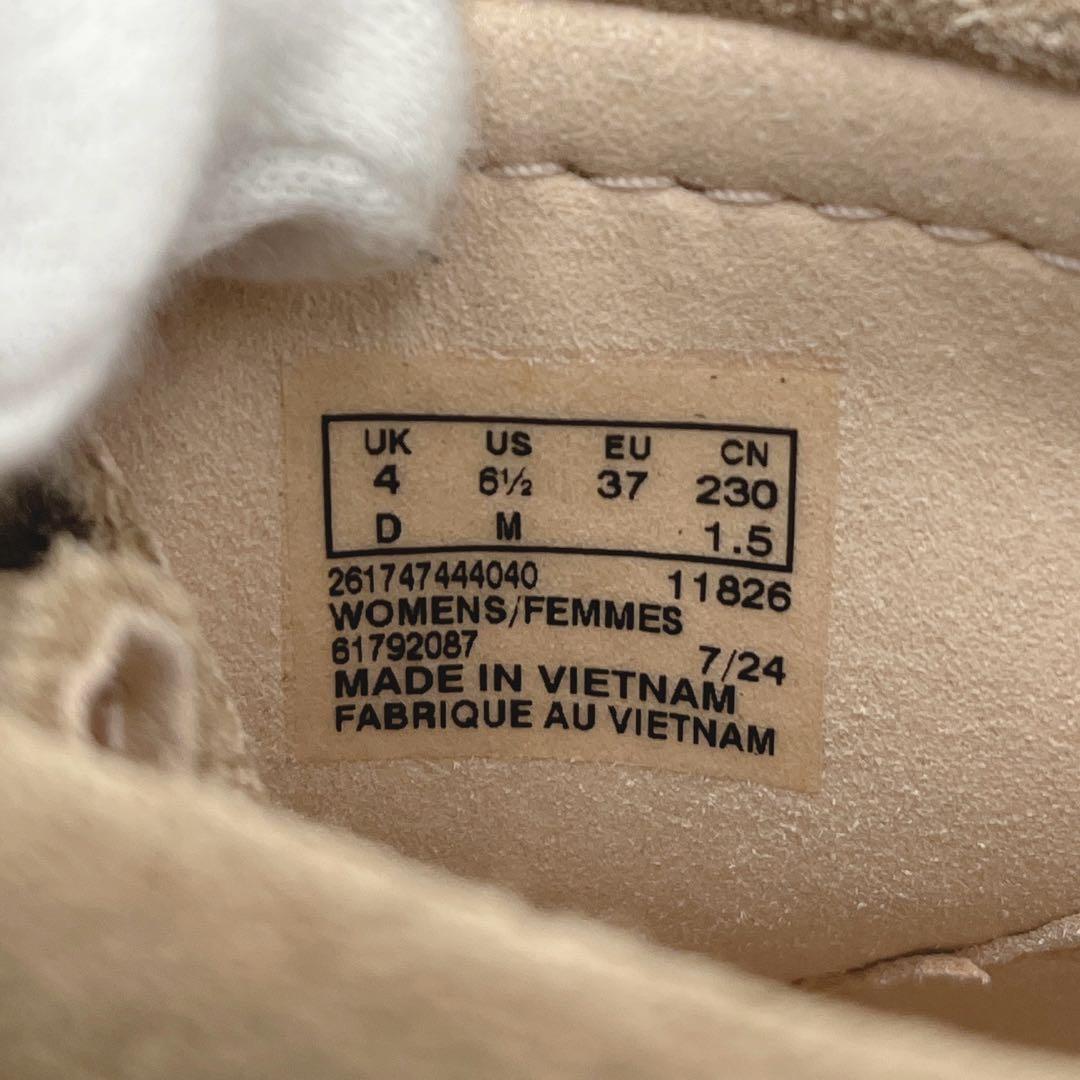 UK US EU CN
4 6½ 37 230
D M 1.5
261747444040 11826
WOMENS/FEMMES
61792087 7/24
MADE IN VIETNAM
FABRIQUE AU VIETNAM